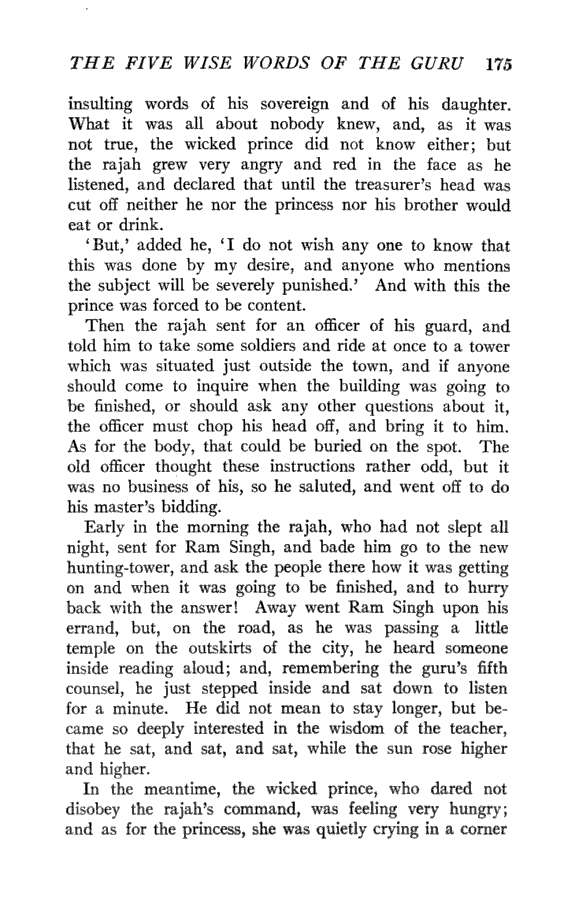 THE FIVE WISE WORDS OF THE GURU 175
insulting words of his sovereign and of his daughter.
What it was all about nobody knew, and, as it was
not true, the wicked prince did not know either; but
the rajah grew very angry and red in the face as he
listened, and declared that until the treasurer's head was
cut off neither he nor the princess nor his brother would
eat or drink.
'But,' added he, 'I do not wish any one to know that
this was done by my desire, and anyone who mentions
the subject will be severely punished.' And with this the
prince was forced to be content.
Then the rajah sent for an officer of his guard, and
told him to take some soldiers and ride at once to a tower
which was situated just outside the town, and if anyone
should come to inquire when the building was going to
be finished, or should ask any other questions about it,
the officer must chop his head off, and bring it to him.
As for the body, that could be buried on the spot. The
old officer thought these instructions rather odd, but it
was no business of his, so he saluted, and went off to do
his master's bidding.
Early in the morning the rajah, who had not slept all
night, sent for Ram Singh, and bade him go to the new
hunting-tower, and ask the people there how it was getting
on and when it was going to be finished, and to hurry
back with the answer! Away went Ram Singh upon his
errand, but, on the road, as he was passing a little
temple on the outskirts of the city, he heard someone
inside reading aloud; and, remembering the guru's fifth
counsel, he just stepped inside and sat down to listen
for a minute. He did not mean to stay longer, but be-
came so deeply interested in the wisdom of the teacher,
that he sat, and sat, and sat, while the sun rose higher
and higher.
In the meantime, the wicked prince, who dared not
disobey the rajah's command, was feeling very hungry;
and as for the princess, she was quietly crying in a corner